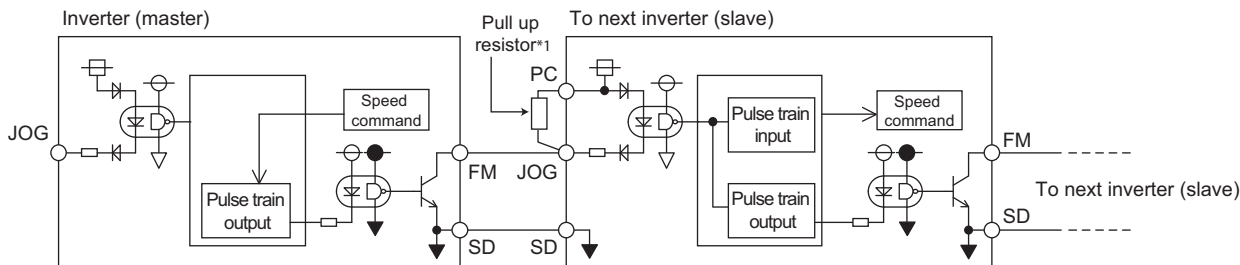 Inverter (master)
To next inverter (slave)
Pull up
resistor*1
PC
JOG
Speed
command
Pulse train
output
FM
JOG
SD
SD
Pulse train
input
Pulse train
output
Speed
command
FM
SD
To next inverter (slave)